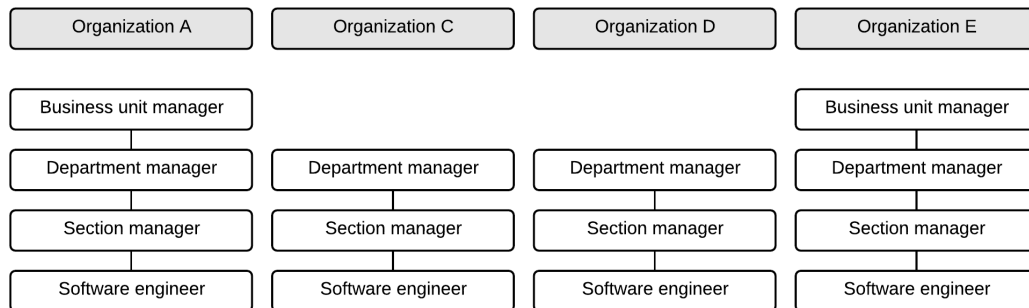 Organization A
Organization C
Organization D
Organization E
Business unit manager
Business unit manager
Department manager
Department manager
Department manager
Department manager
Section manager
Section manager
Section manager
Section manager
Software engineer
Software engineer
Software engineer
Software engineer